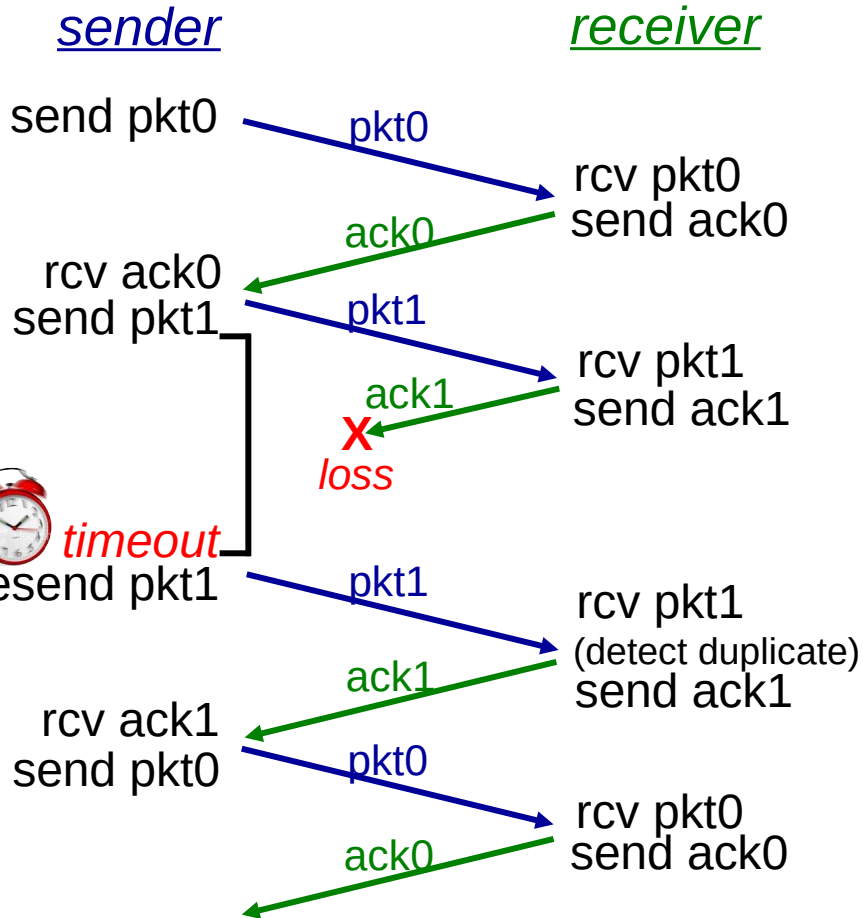 sender
receiver
send pkt0
pkt0
rcv pkt0
send ack0
ack0
rcv ack0
send pkt1
pkt1
rcv pkt1
send ack1
ack1
X
loss
timeout
esend pkt1
pkt1
rcv pkt1
(detect duplicate)
send ack1
ack1
rcv ack1
send pkt0
pkt0
rcv pkt0
send ack0
ack0